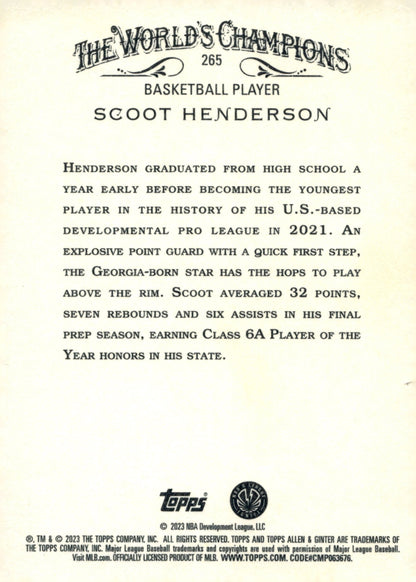 THE WORLD'S CHAMPIONS
265
BASKETBALL PLAYER
SCOOT HENDERSON
HENDERSON GRADUATED FROM HIGH SCHOOL A
YEAR EARLY BEFORE BECOMING THE YOUNGEST
PLAYER IN THE HISTORY OF HIS U.S.-BASED
DEVELOPMENTAL PRO LEAGUE IN 2021. AN
EXPLOSIVE POINT GUARD WITH A QUICK FIRST STEP,
THE GEORGIA-BORN STAR HAS THE HOPS TO PLAY
ABOVE THE RIM. SCOOT AVERAGED 32 POINTS,
SEVEN REBOUNDS AND SIX ASSISTS IN HIS FINAL
PREP SEASON, EARNING CLASS 6A PLAYER OF THE
YEAR HONORS IN HIS STATE.
Topps®
© 2023 NBA Development League, LLC
®, TM & © 2023 THE TOPPS COMPANY, INC. ALL RIGHTS RESERVED. TOPPS AND TOPPS ALLEN & GINTER ARE TRADEMARKS OF
THE TOPPS COMPANY, INC. Major League Baseball trademarks and copyrights are used with permission of Major League Baseball.
Visit MLB.com. OFFICIALLY LICENSED PRODUCT OF MLB. WWW.TOPPS.COM. CODE#CMP063676.